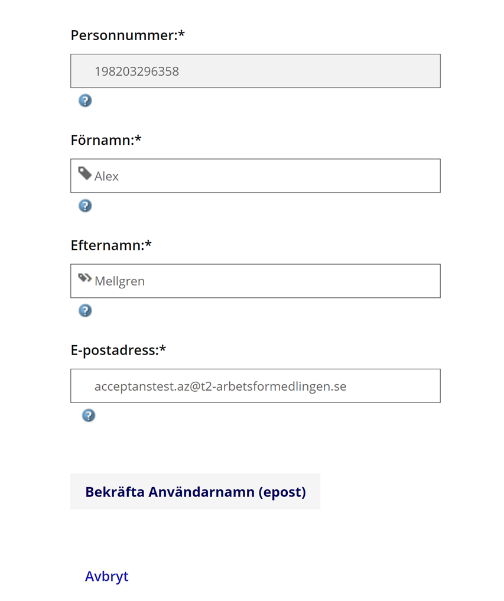 Personnummer:*
198203296358
?
Förnamn:*
Alex
?
Efternamn:*
Mellgren
?
E-postadress:*
acceptanstest.az@t2-arbetsformedlingen.se
?
Bekräfta Användarnamn (epost)
Avbryt